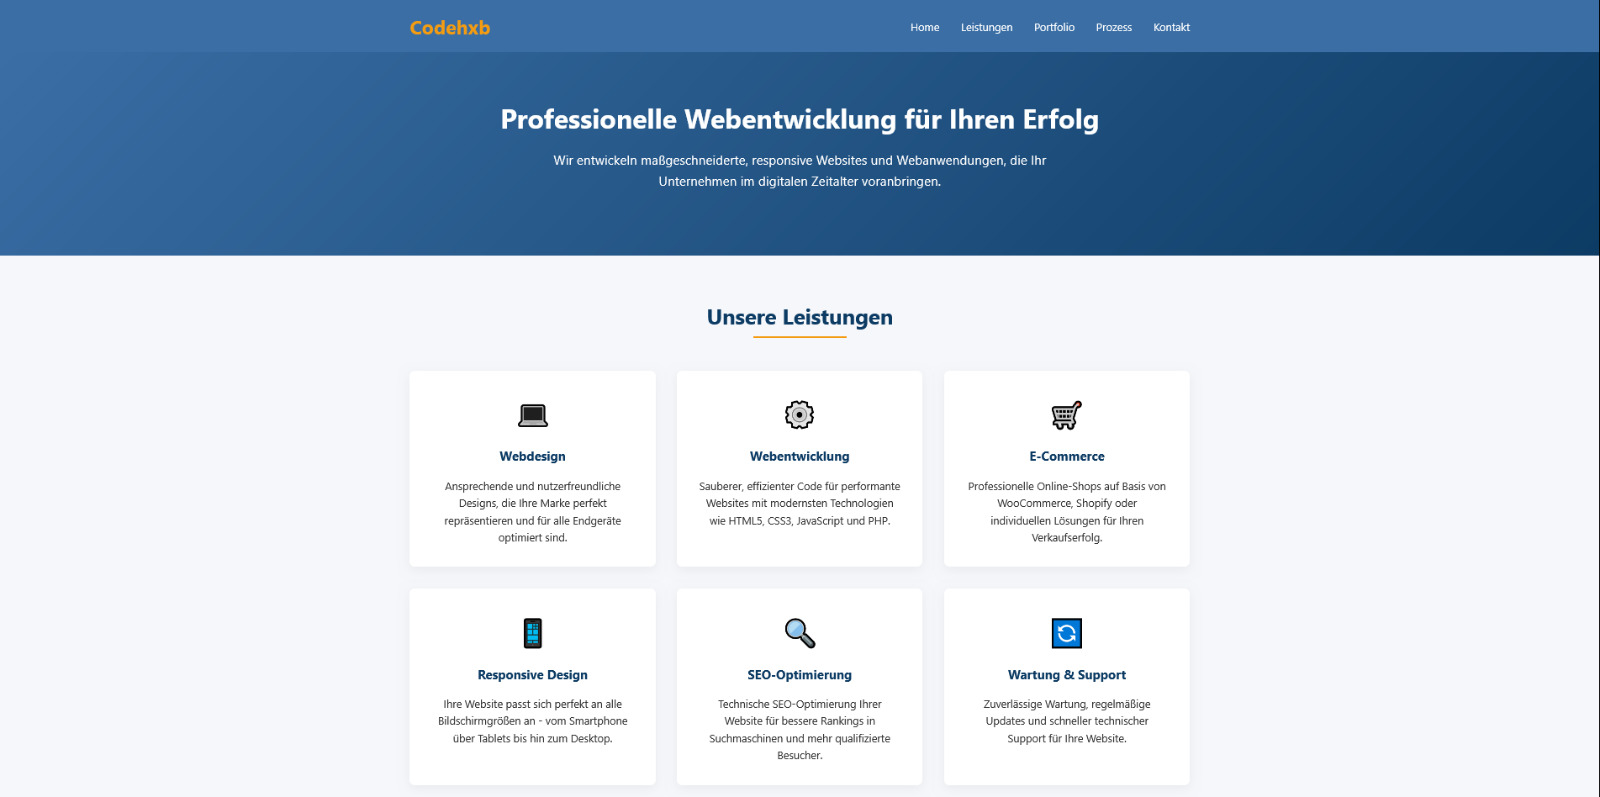 Codehxb
Home Leistungen Portfolio Prozess Kontakt
Professionelle Webentwicklung für Ihren Erfolg
Wir entwickeln maßgeschneiderte, responsive Websites und Webanwendungen, die Ihr
Unternehmen im digitalen Zeitalter voranbringen.
Unsere Leistungen
Webdesign
Ansprechende und nutzerfreundliche
Designs, die Ihre Marke perfekt
repräsentieren und für alle Endgeräte
optimiert sind.
Webentwicklung
Sauberer, effizienter Code für performante
Websites mit modernsten Technologien
wie HTML5, CSS3, JavaScript und PHP.
E-Commerce
Professionelle Online-Shops auf Basis von
WooCommerce, Shopify oder
individuellen Lösungen für Ihren
Verkaufserfolg.
Responsive Design
Ihre Website passt sich perfekt an alle
Bildschirmgrößen an - vom Smartphone
über Tablets bis hin zum Desktop.
SEO-Optimierung
Technische SEO-Optimierung Ihrer
Website für bessere Rankings in
Suchmaschinen und mehr qualifizierte
Besucher.
Wartung & Support
Zuverlässige Wartung, regelmäßige
Updates und schneller technischer
Support für Ihre Website.